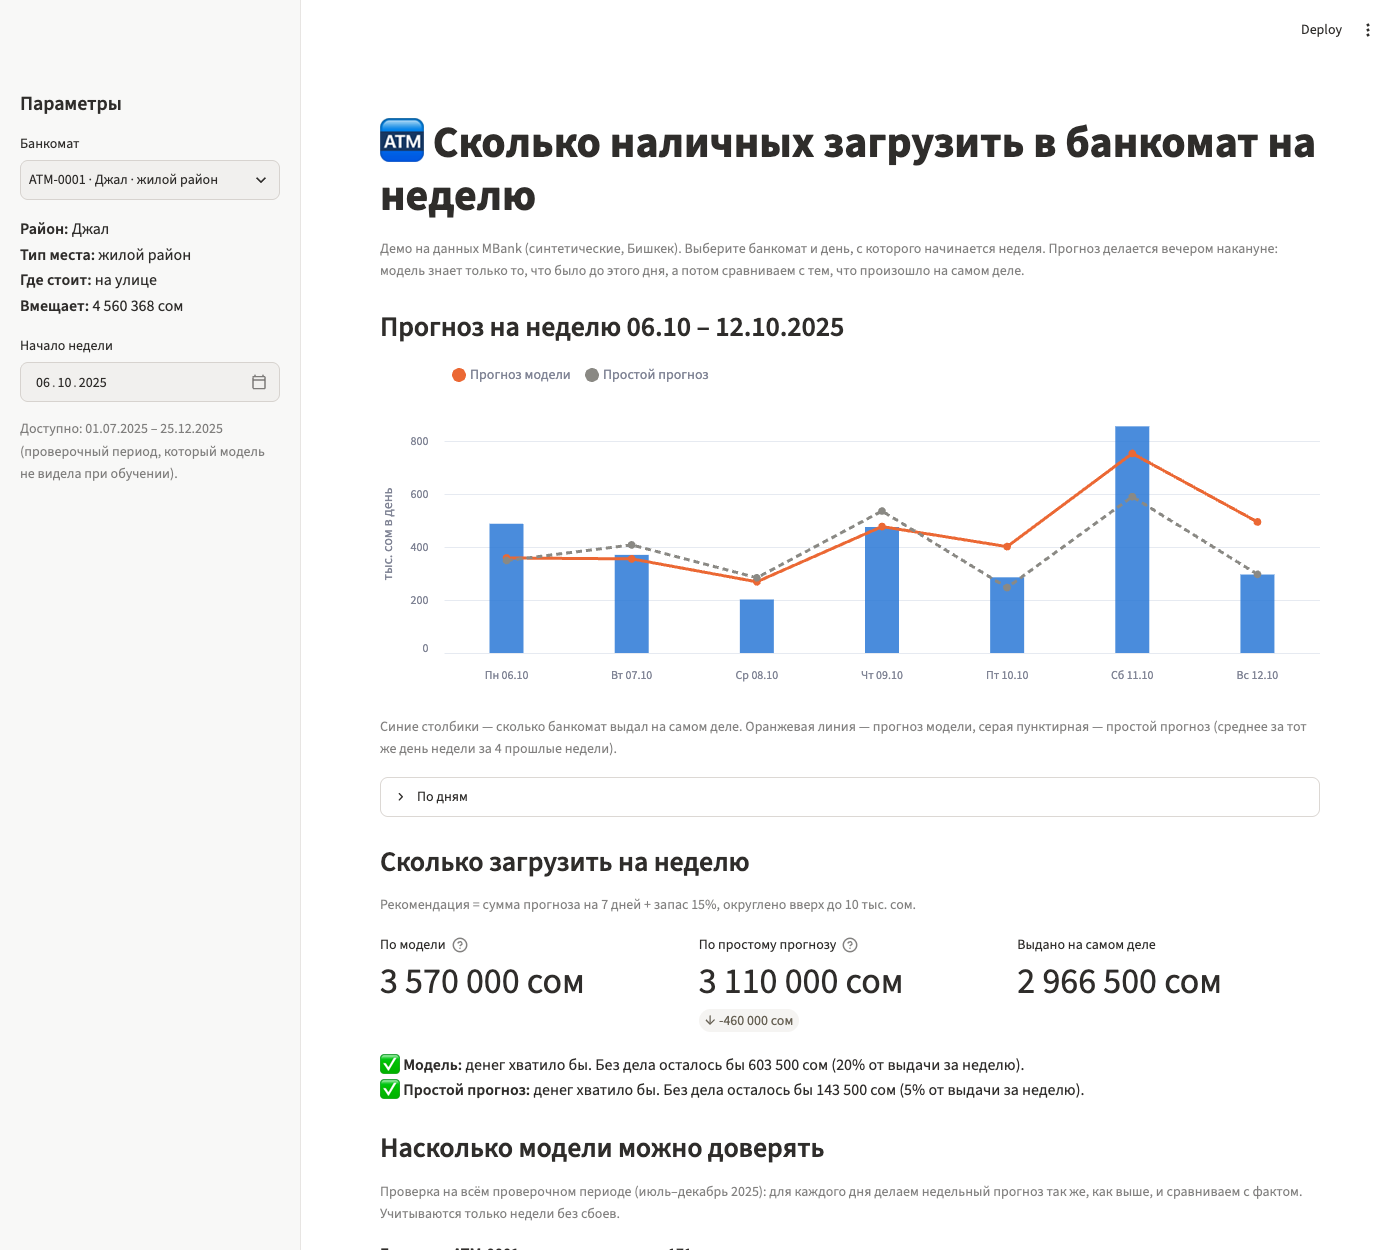 Deploy
Параметры
Банкомат
ATM-0001 · Джал · жилой район
Район: Джал
Тип места: жилой район
Где стоит: на улице
Вмещает: 4 560 368 сом
Начало недели
06 . 10 . 2025
Доступно: 01.07.2025 – 25.12.2025
(проверочный период, который модель
не видела при обучении).
ATM Сколько наличных загрузить в банкомат на
неделю
Демо на данных MBank (синтетические, Бишкек). Выберите банкомат и день, с которого начинается неделя. Прогноз делается вечером накануне:
модель знает только то, что было до этого дня, а потом сравниваем с тем, что произошло на самом деле.
Прогноз на неделю 06.10 – 12.10.2025
Прогноз модели Простой прогноз
тыс. сом в день
800
600
400
200
0
Пн 06.10 Вт 07.10 Ср 08.10 Чт 09.10 Пт 10.10 Сб 11.10 Вс 12.10
Синие столбики — сколько банкомат выдал на самом деле. Оранжевая линия — прогноз модели, серая пунктирная — простой прогноз (среднее за тот
же день недели за 4 прошлые недели).
По дням
Сколько загрузить на неделю
Рекомендация = сумма прогноза на 7 дней + запас 15%, округлено вверх до 10 тыс. сом.
По модели ?
3 570 000 сом
По простому прогнозу ?
3 110 000 сом
↓ -460 000 сом
Выдано на самом деле
2 966 500 сом
✅ Модель: денег хватило бы. Без дела осталось бы 603 500 сом (20% от выдачи за неделю).
✅ Простой прогноз: денег хватило бы. Без дела осталось бы 143 500 сом (5% от выдачи за неделю).
Насколько модели можно доверять
Проверка на всём проверочном периоде (июль–декабрь 2025): для каждого дня делаем недельный прогноз так же, как выше, и сравниваем с фактом.
Учитываются только недели без сбоев.